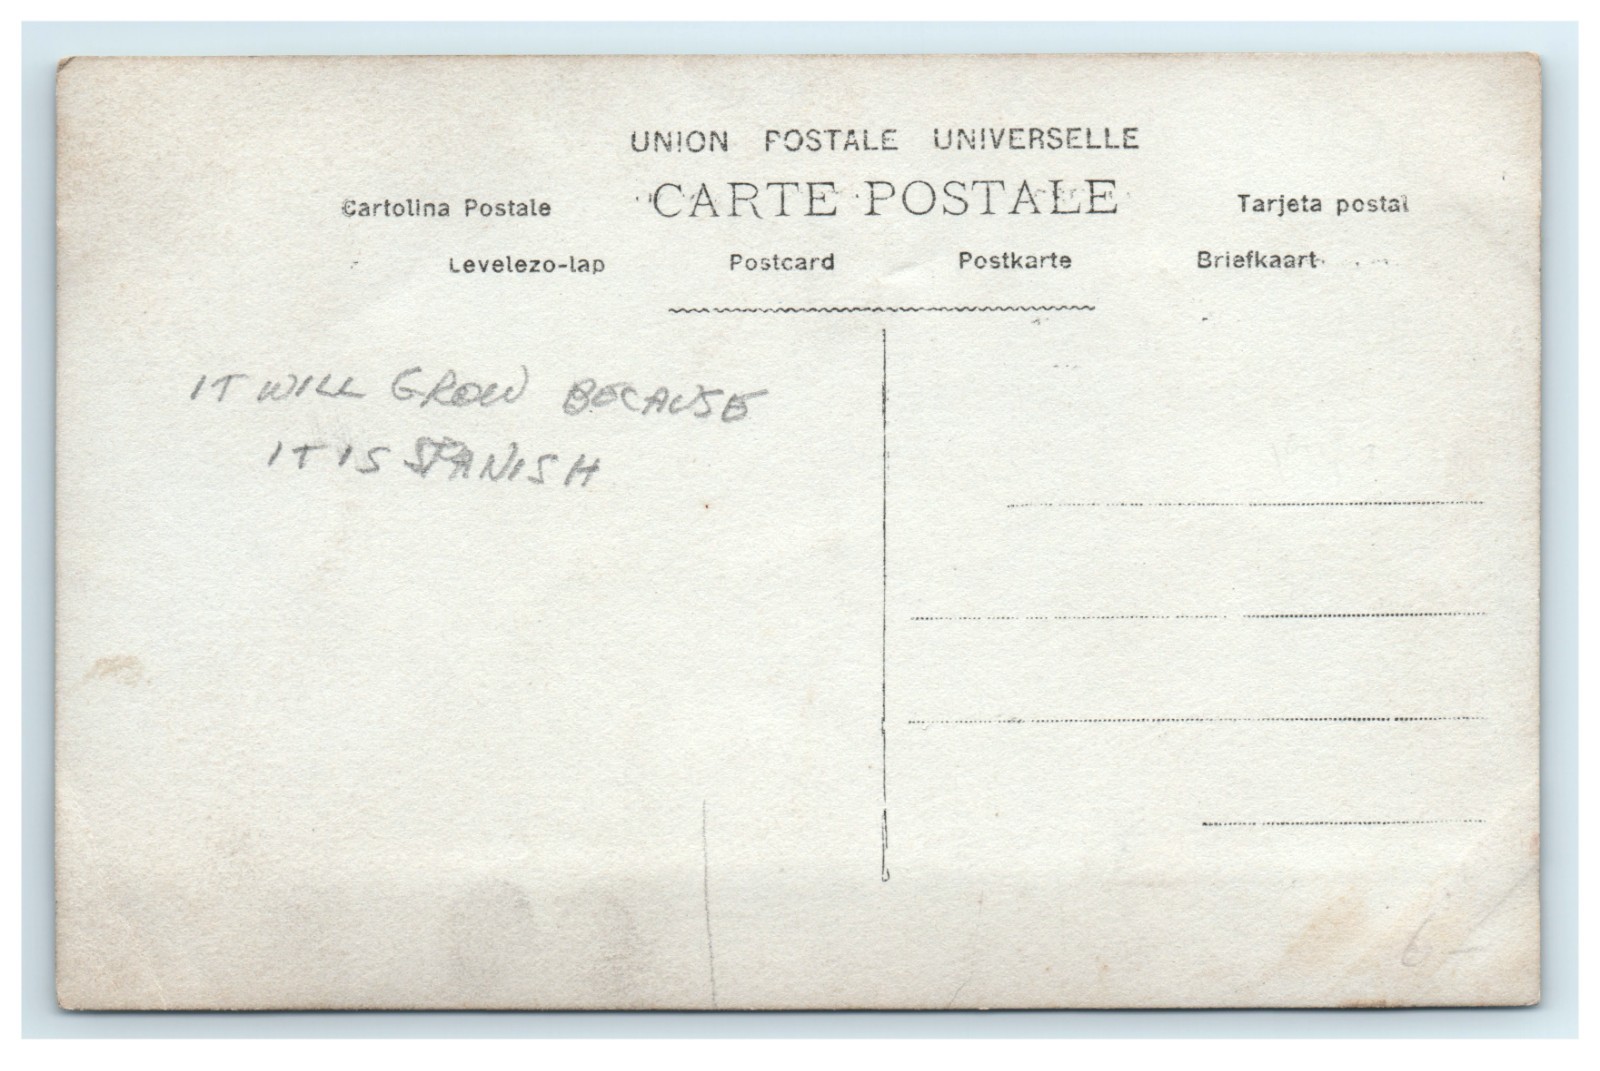 UNION POSTALE UNIVERSELLE
CARTE POSTALE
Cartolina Postale
Tarjeta postal
Levelezo-lap
Postcard
Postkarte
Briefkaart
IT WILL GROW BECAUSE
IT IS SPANISH
6-